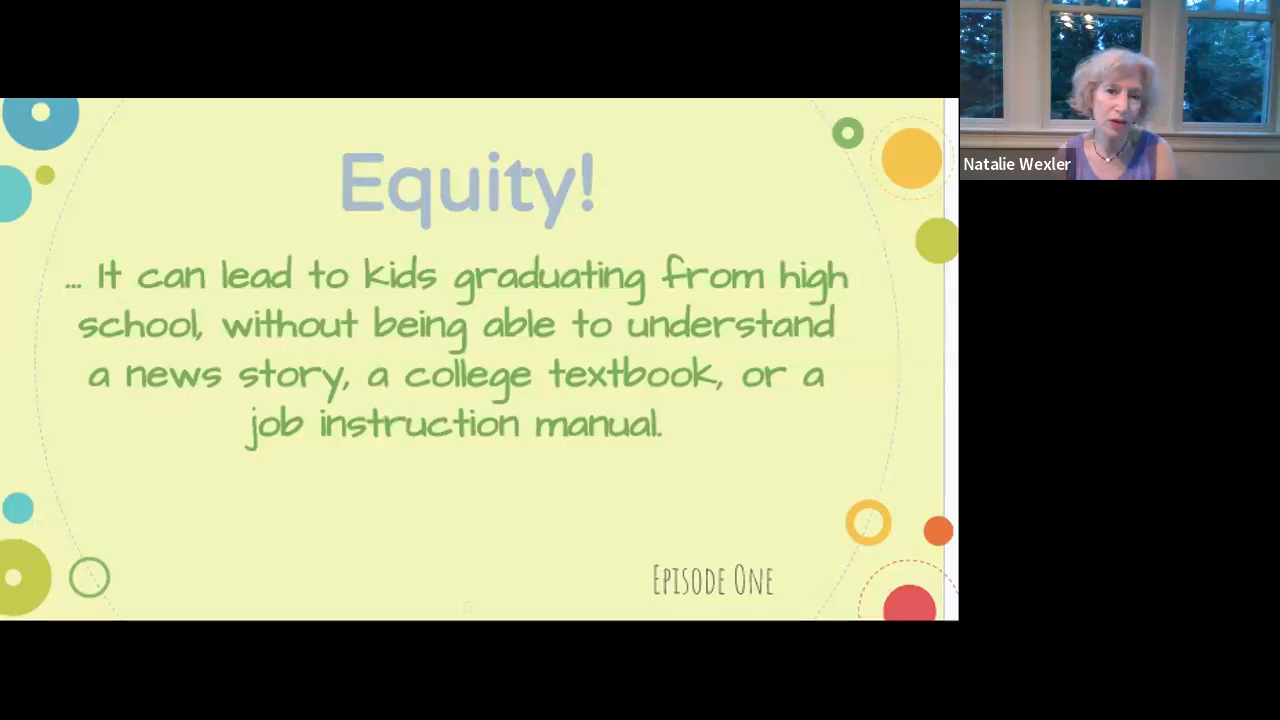 Equity!
... It can lead to kids graduating from high
school, without being able to understand
a news story, a college textbook, or a
job instruction manual.
Episode One
Natalie Wexler